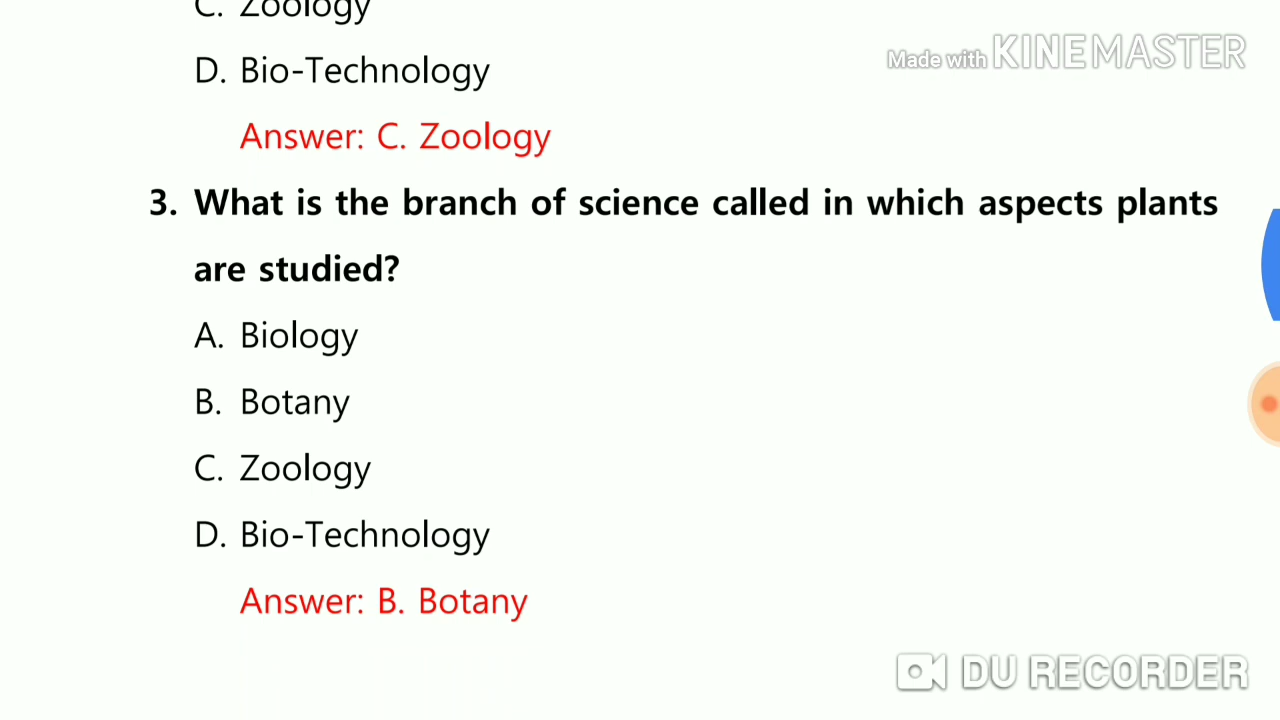 C. Zoology
D. Bio-Technology
Made with KINEMASTER
Answer: C. Zoology
3. What is the branch of science called in which aspects plants
are studied?
A. Biology
B. Botany
C. Zoology
D. Bio-Technology
Answer: B. Botany
DU RECORDER